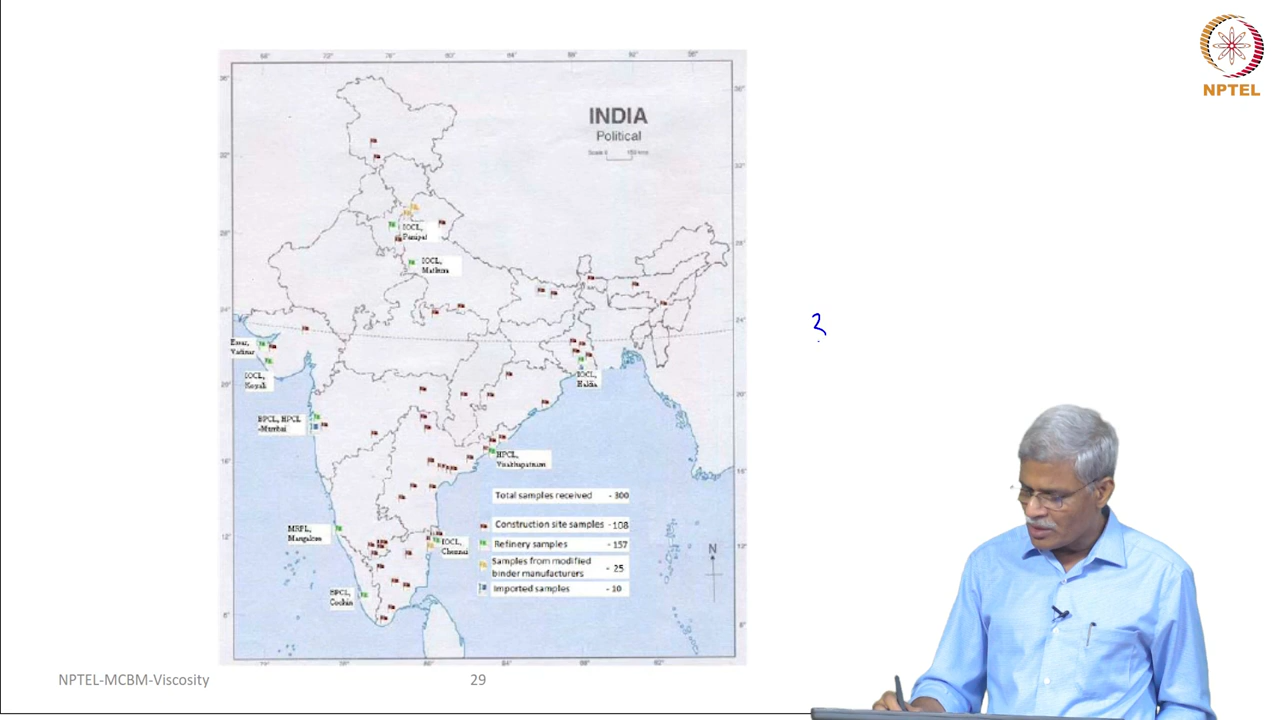 NPTEL
INDIA
Political
IOCL,
Panipat
IOCL,
Mathura
Essar,
Vadinar
IOCL,
Koyali
BPCL, HPCL
-Mumbai
IOCL,
Haldia
HPCL,
Visakhapatnam
MRPL,
Mangalore
IOCL,
Chennai
BPCL,
Cochin
Total samples received - 300
Construction site samples - 108
Refinery samples - 157
Samples from modified
binder manufacturers - 25
Imported samples - 10
N
NPTEL-MCBM-Viscosity 29